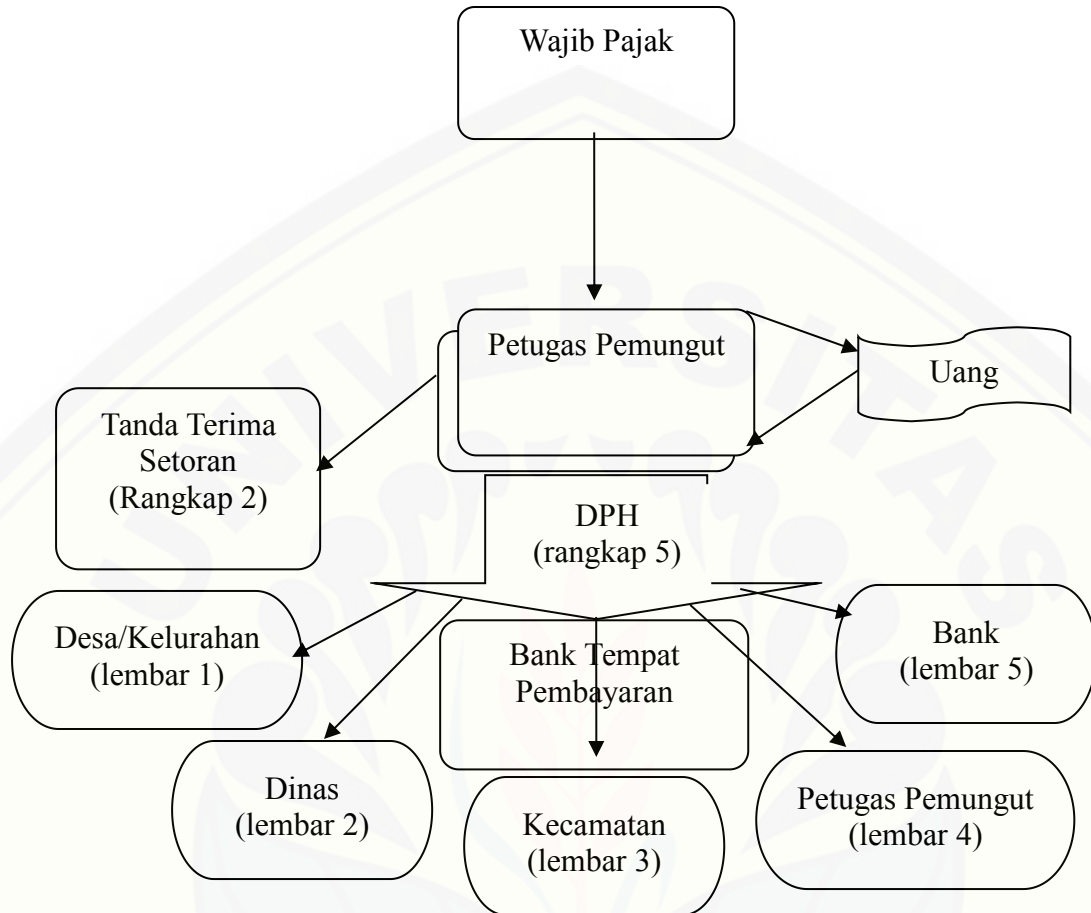 Wajib Pajak
Petugas Pemungut
Uang
Tanda Terima
Setoran
(Rangkap 2)
DPH
(rangkap 5)
Desa/Kelurahan
(lembar 1)
Bank Tempat
Pembayaran
Bank
(lembar 5)
Dinas
(lembar 2)
Kecamatan
(lembar 3)
Petugas Pemungut
(lembar 4)
UNIVERSITAS